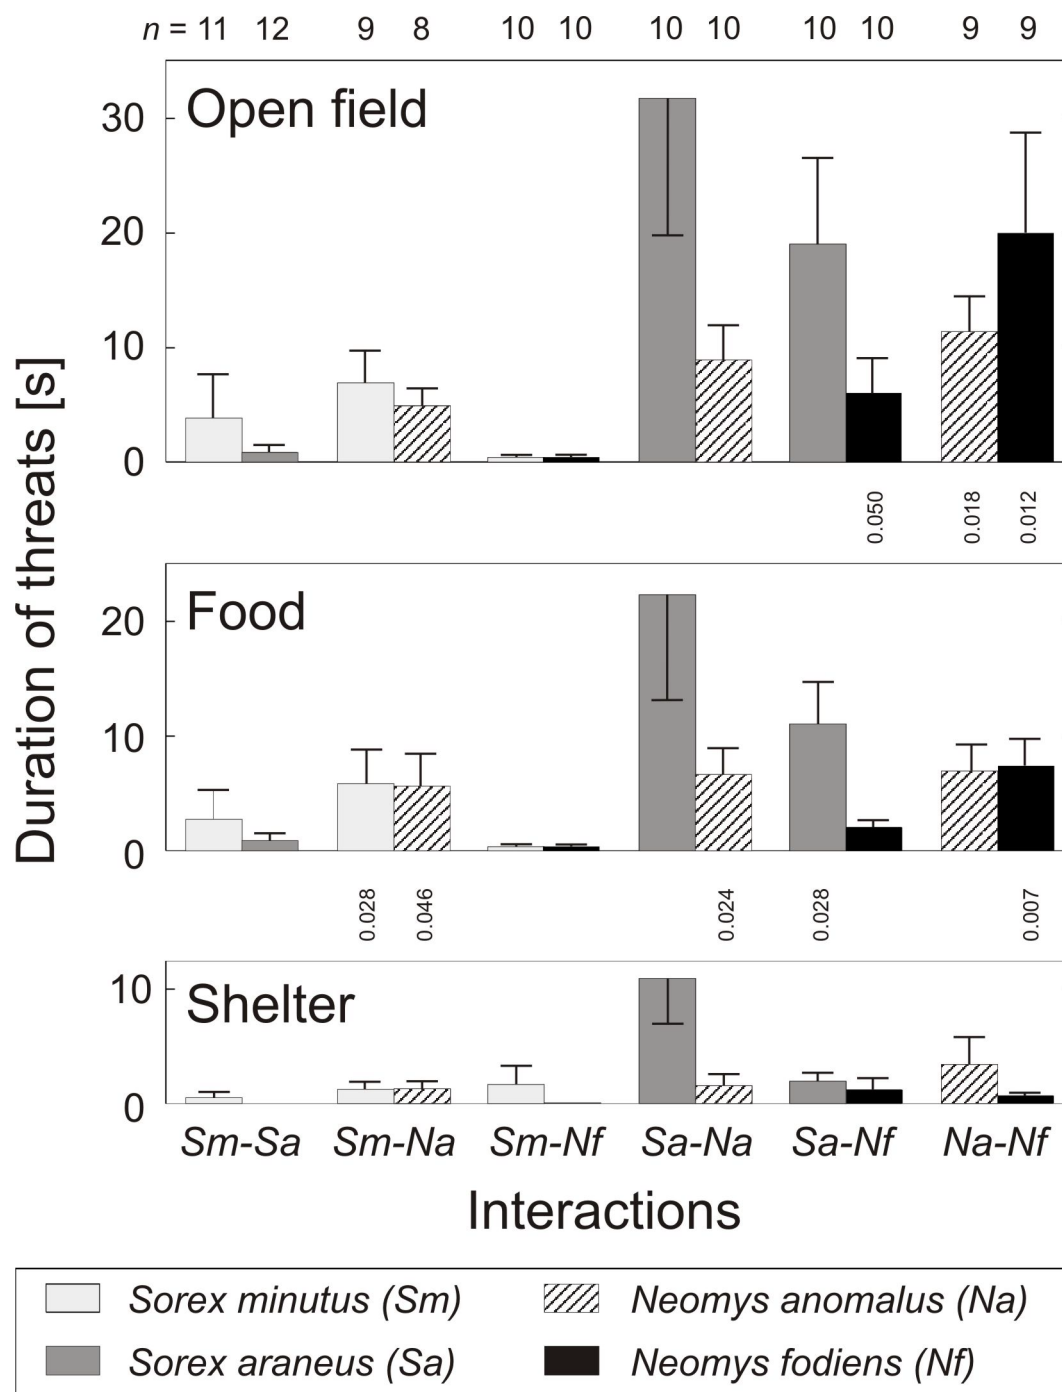 n = 11 12 9 8 10 10 10 10 10 10 9 9
Open field
30
20
10
0
0.050 0.018 0.012
Food
20
10
0
0.028 0.046 0.024 0.028 0.007
Shelter
10
0
Duration of threats [s]
Sm-Sa Sm-Na Sm-Nf Sa-Na Sa-Nf Na-Nf
Interactions
Sorex minutus (Sm) Neomys anomalus (Na)
Sorex araneus (Sa) Neomys fodiens (Nf)